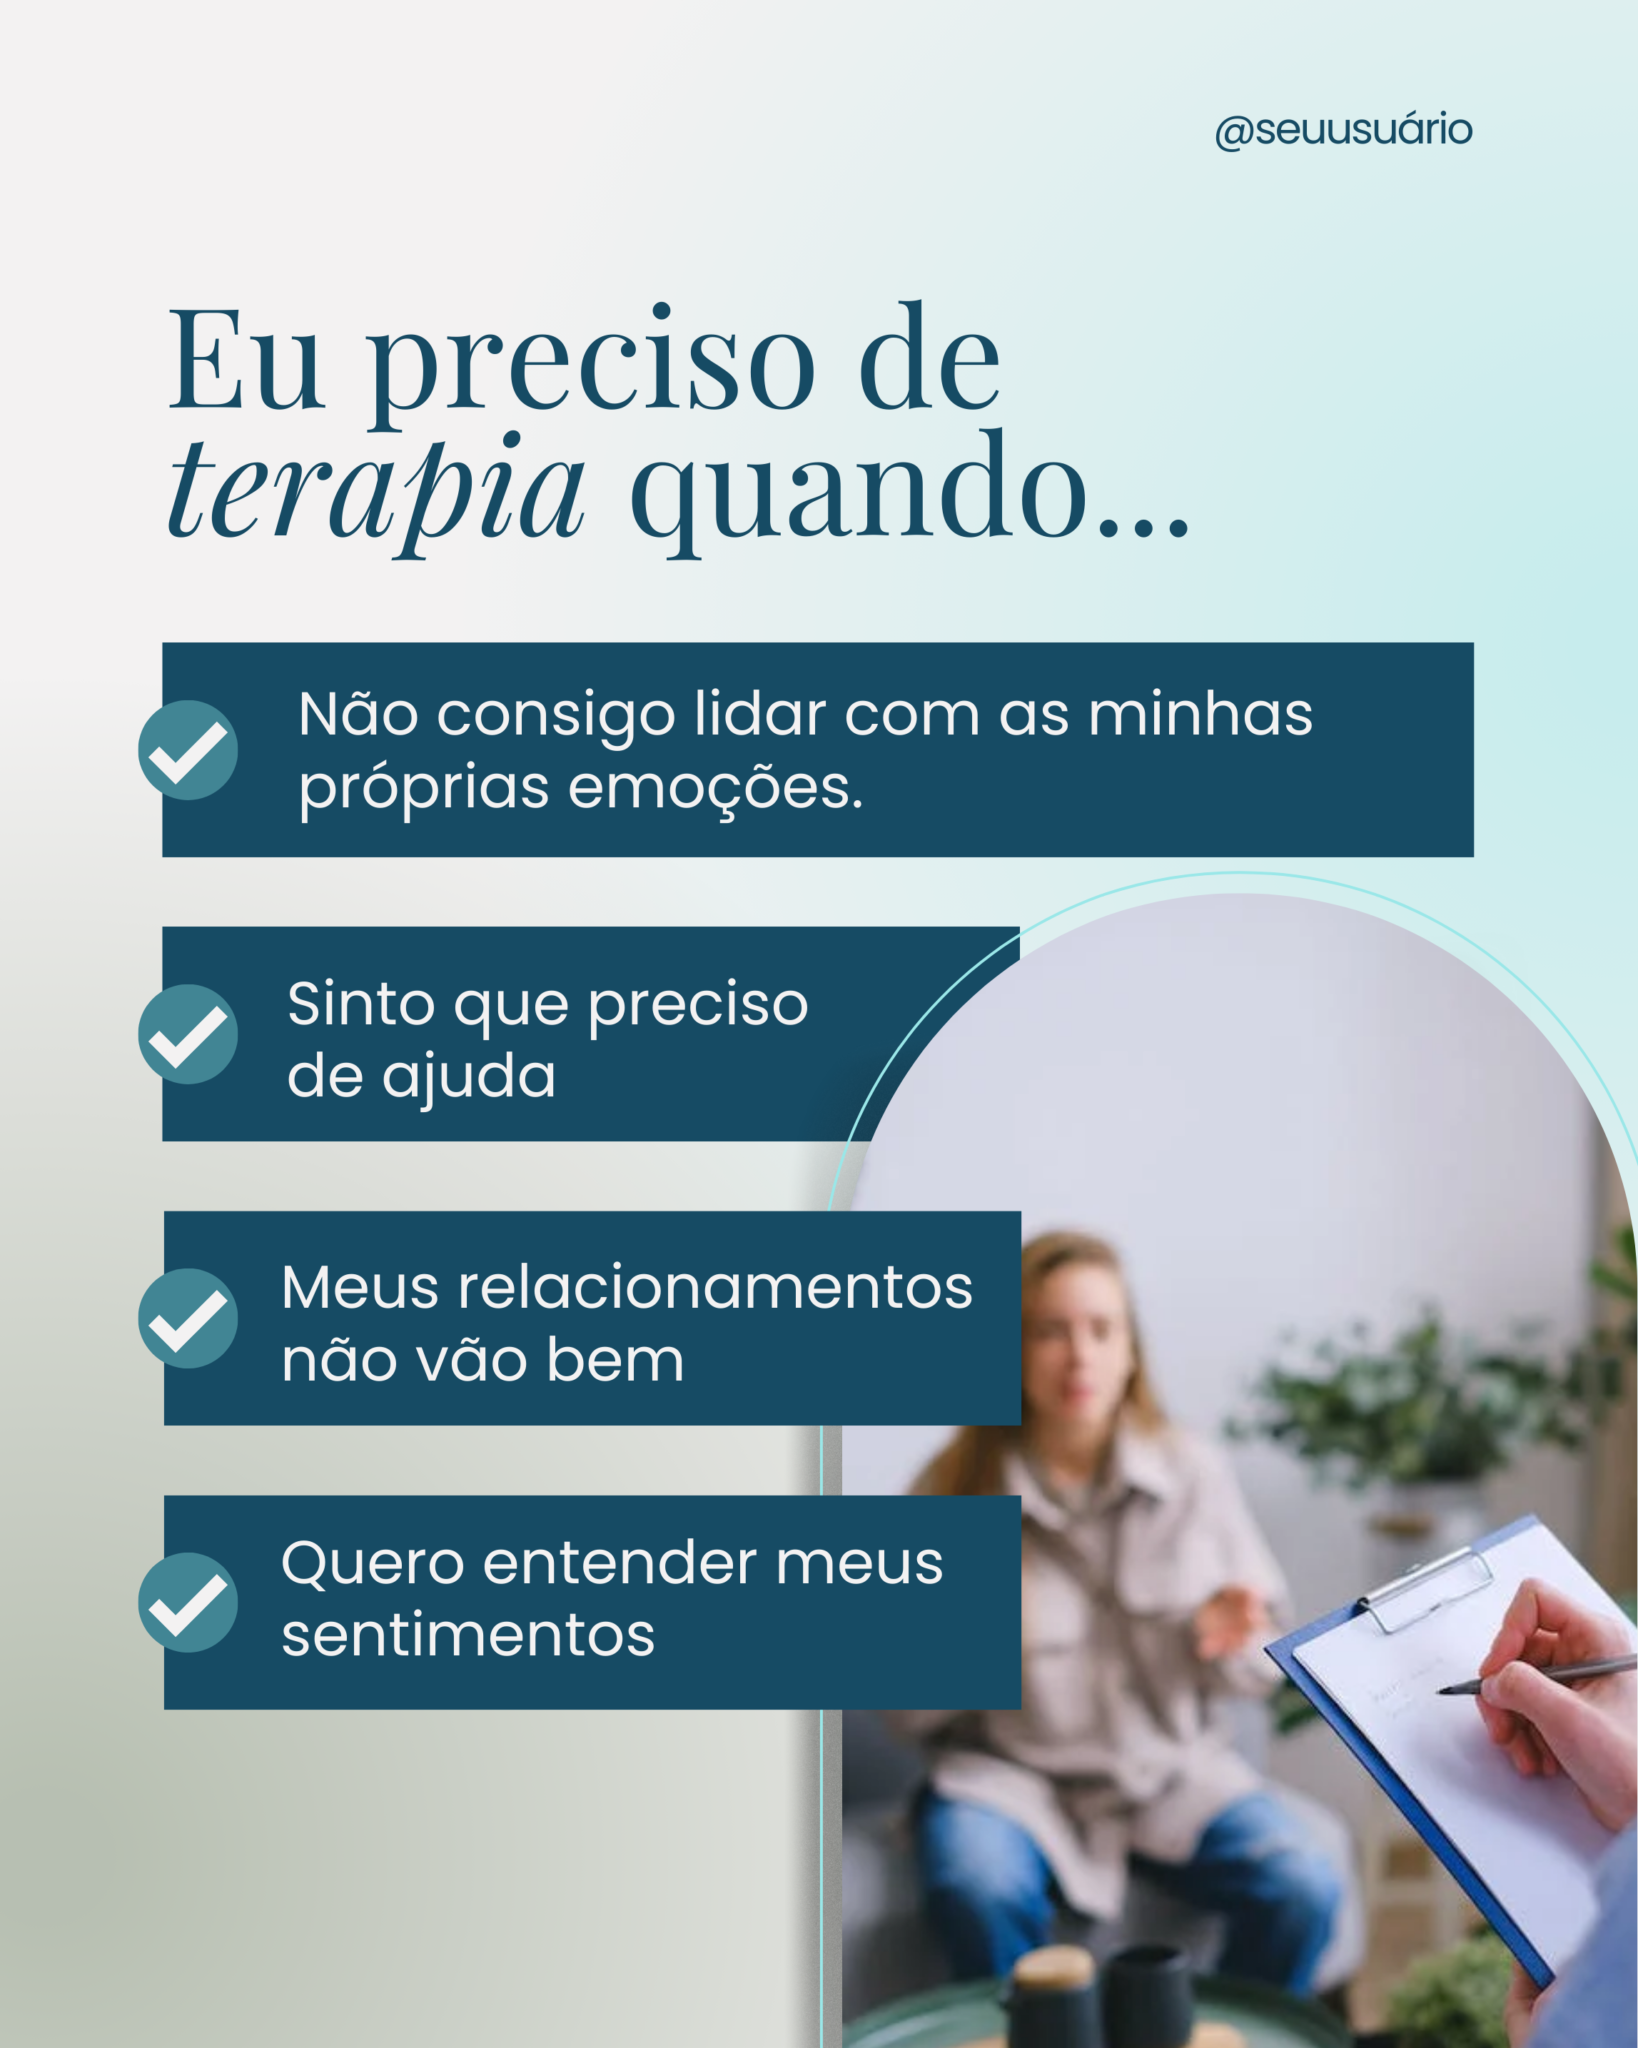 @seuusuário
Eu preciso de
terapia quando...
Não consigo lidar com as minhas
próprias emoções.
Sinto que preciso
de ajuda
Meus relacionamentos
não vão bem
Quero entender meus
sentimentos